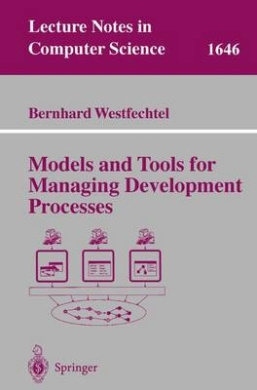 Lecture Notes in
Computer Science 1646
Bernhard Westfechtel
Models and Tools for
Managing Development
Processes
Springer